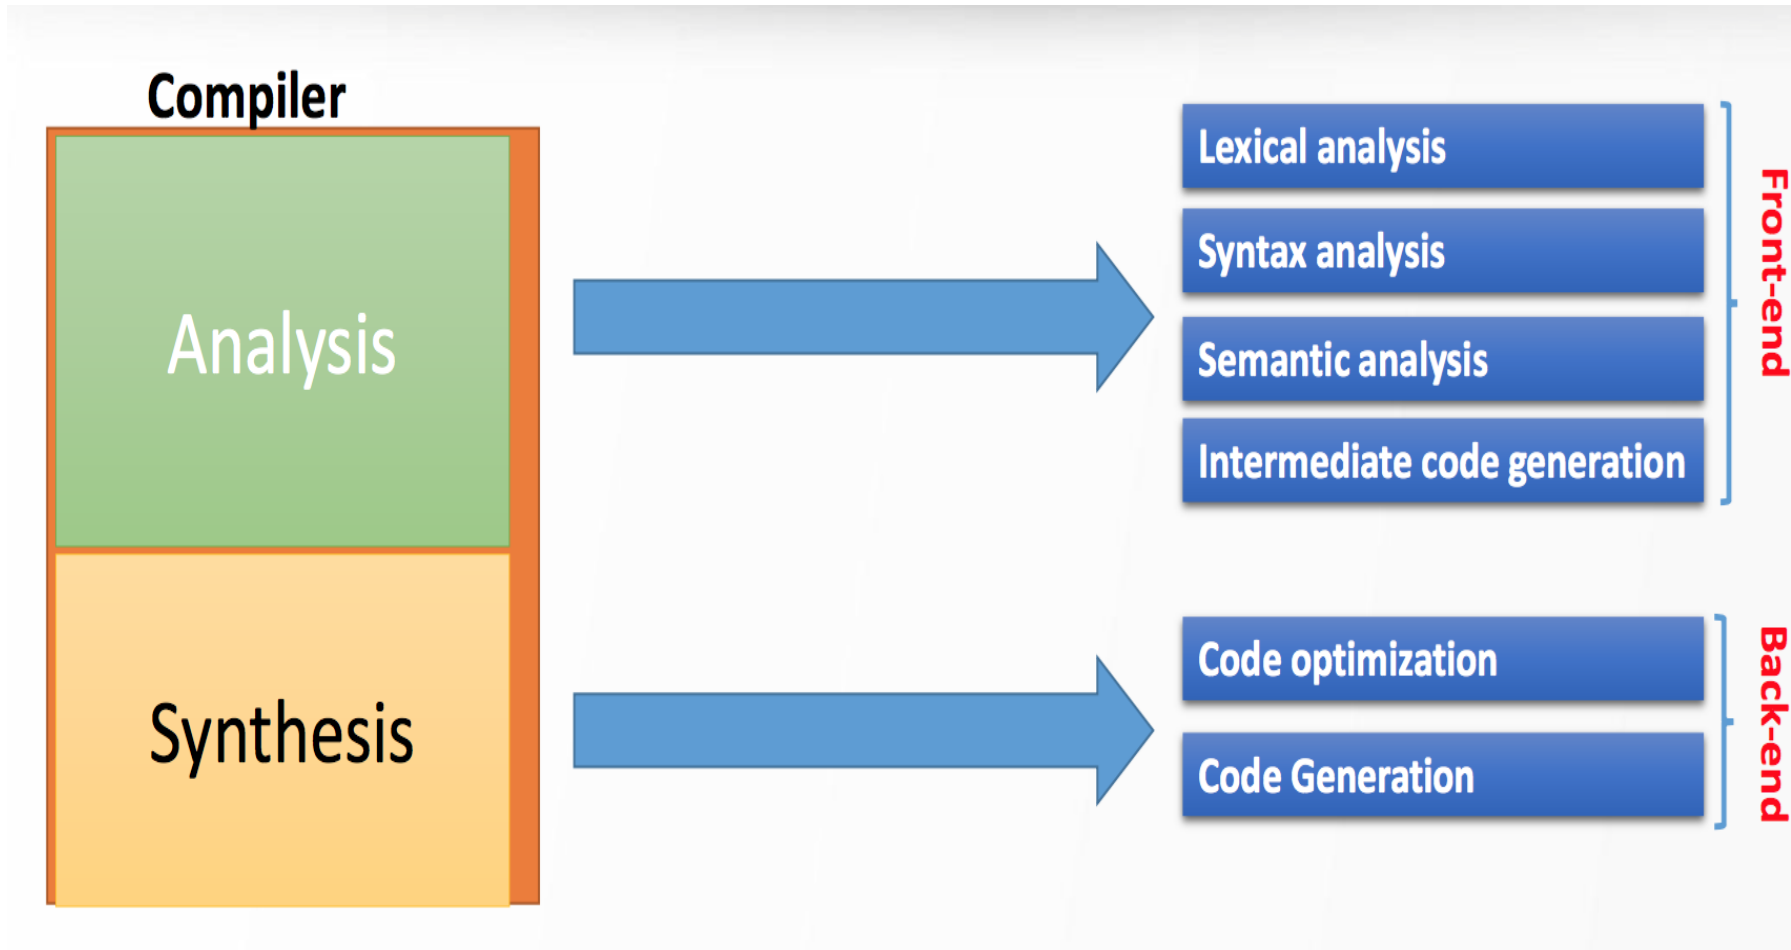 Compiler
Analysis
Synthesis
Lexical analysis
Syntax analysis
Semantic analysis
Intermediate code generation
Front-end
Code optimization
Code Generation
Back-end